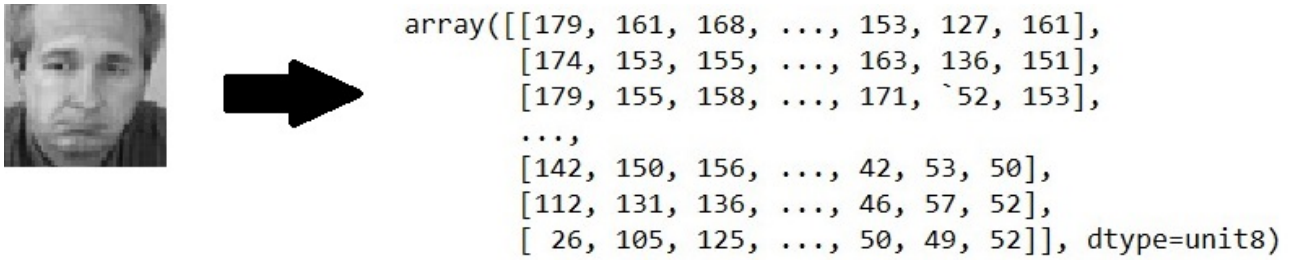 array([[179, 161, 168, ..., 153, 127, 161],
[174, 153, 155, ..., 163, 136, 151],
[179, 155, 158, ..., 171, `52, 153],
...,
[142, 150, 156, ..., 42, 53, 50],
[112, 131, 136, ..., 46, 57, 52],
[ 26, 105, 125, ..., 50, 49, 52]], dtype=unit8)